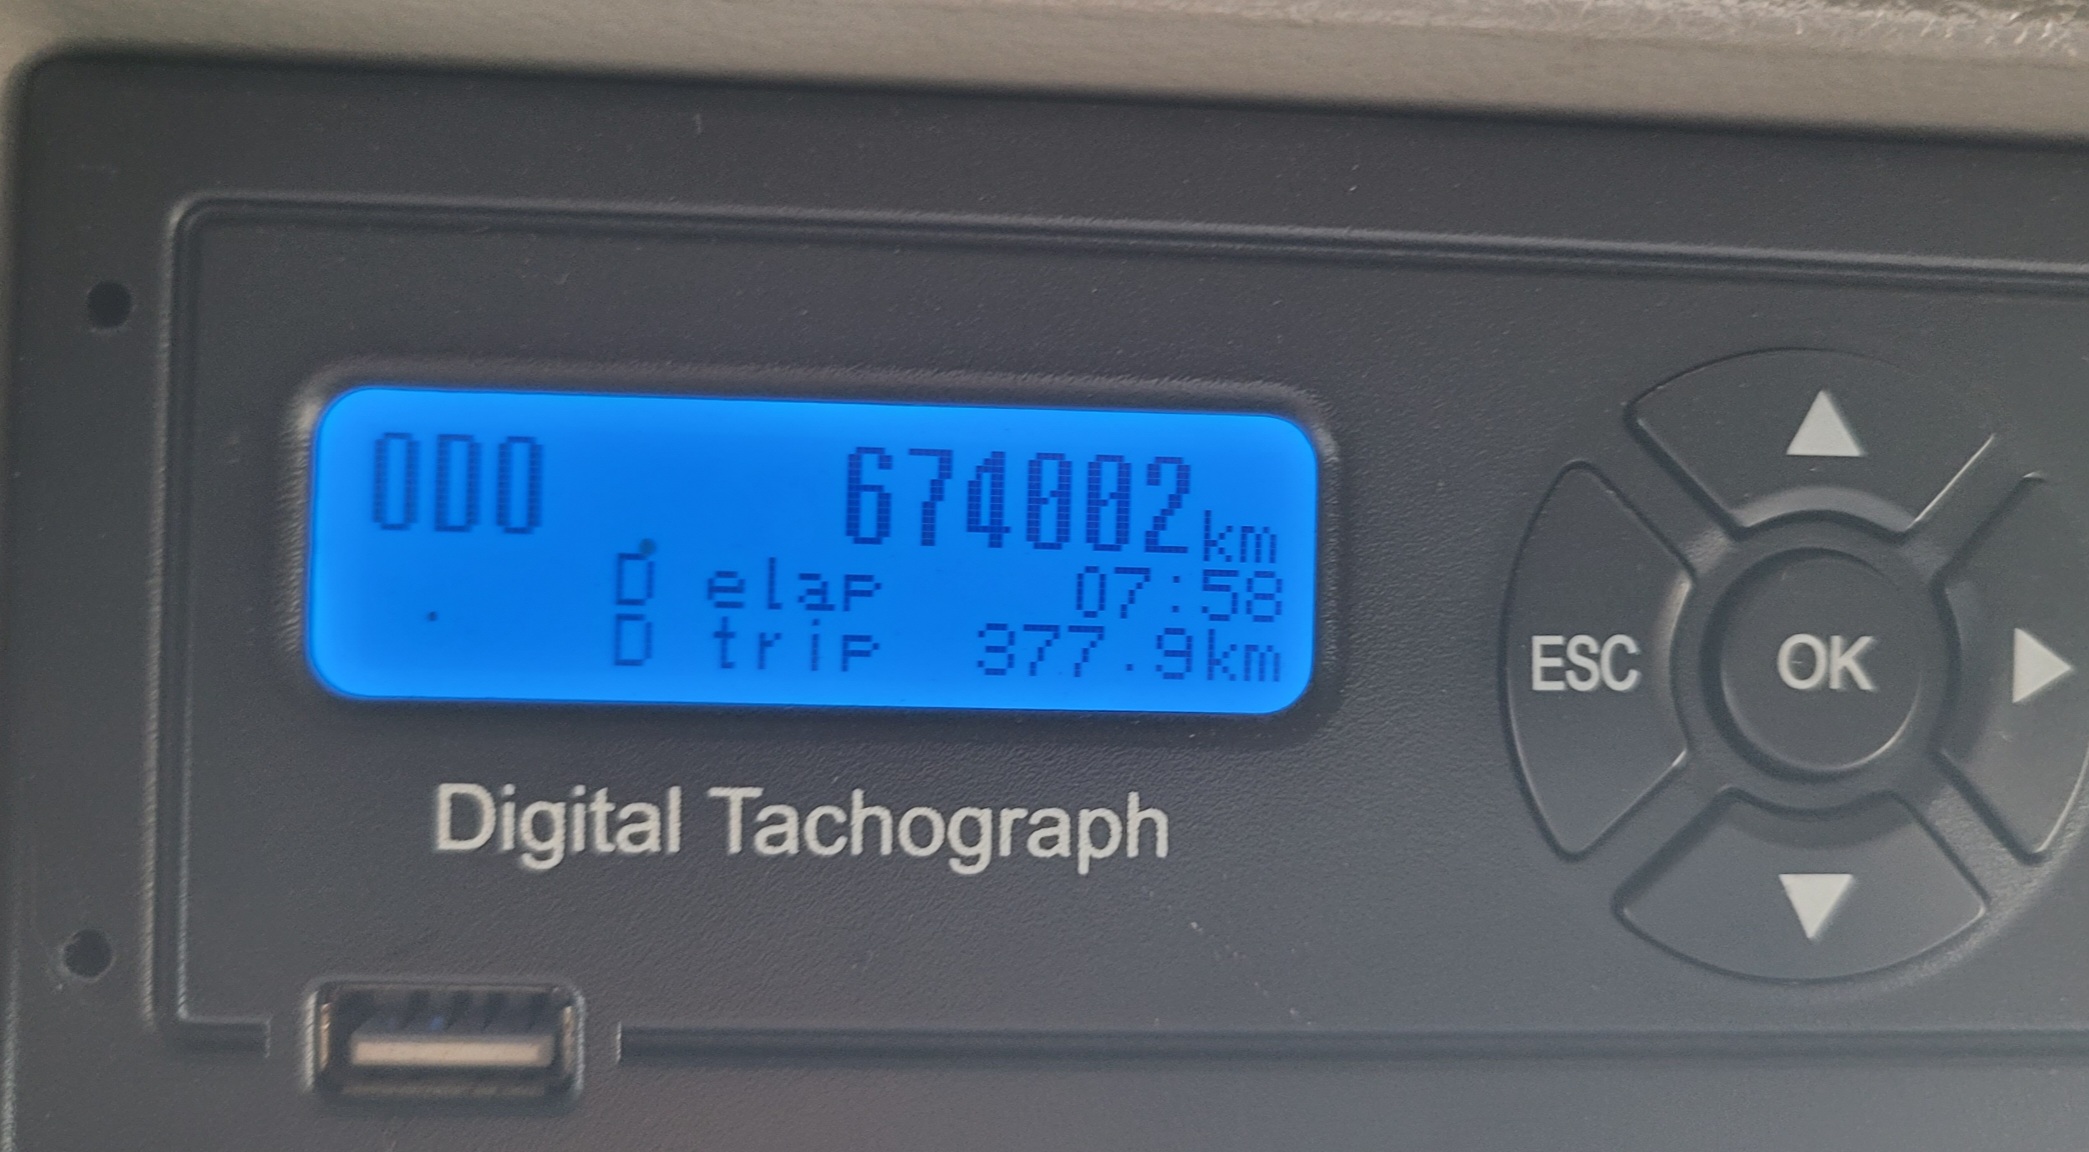 ODO 674002km
D elap 07:58
D trip 377.9km
ESC OK
Digital Tachograph